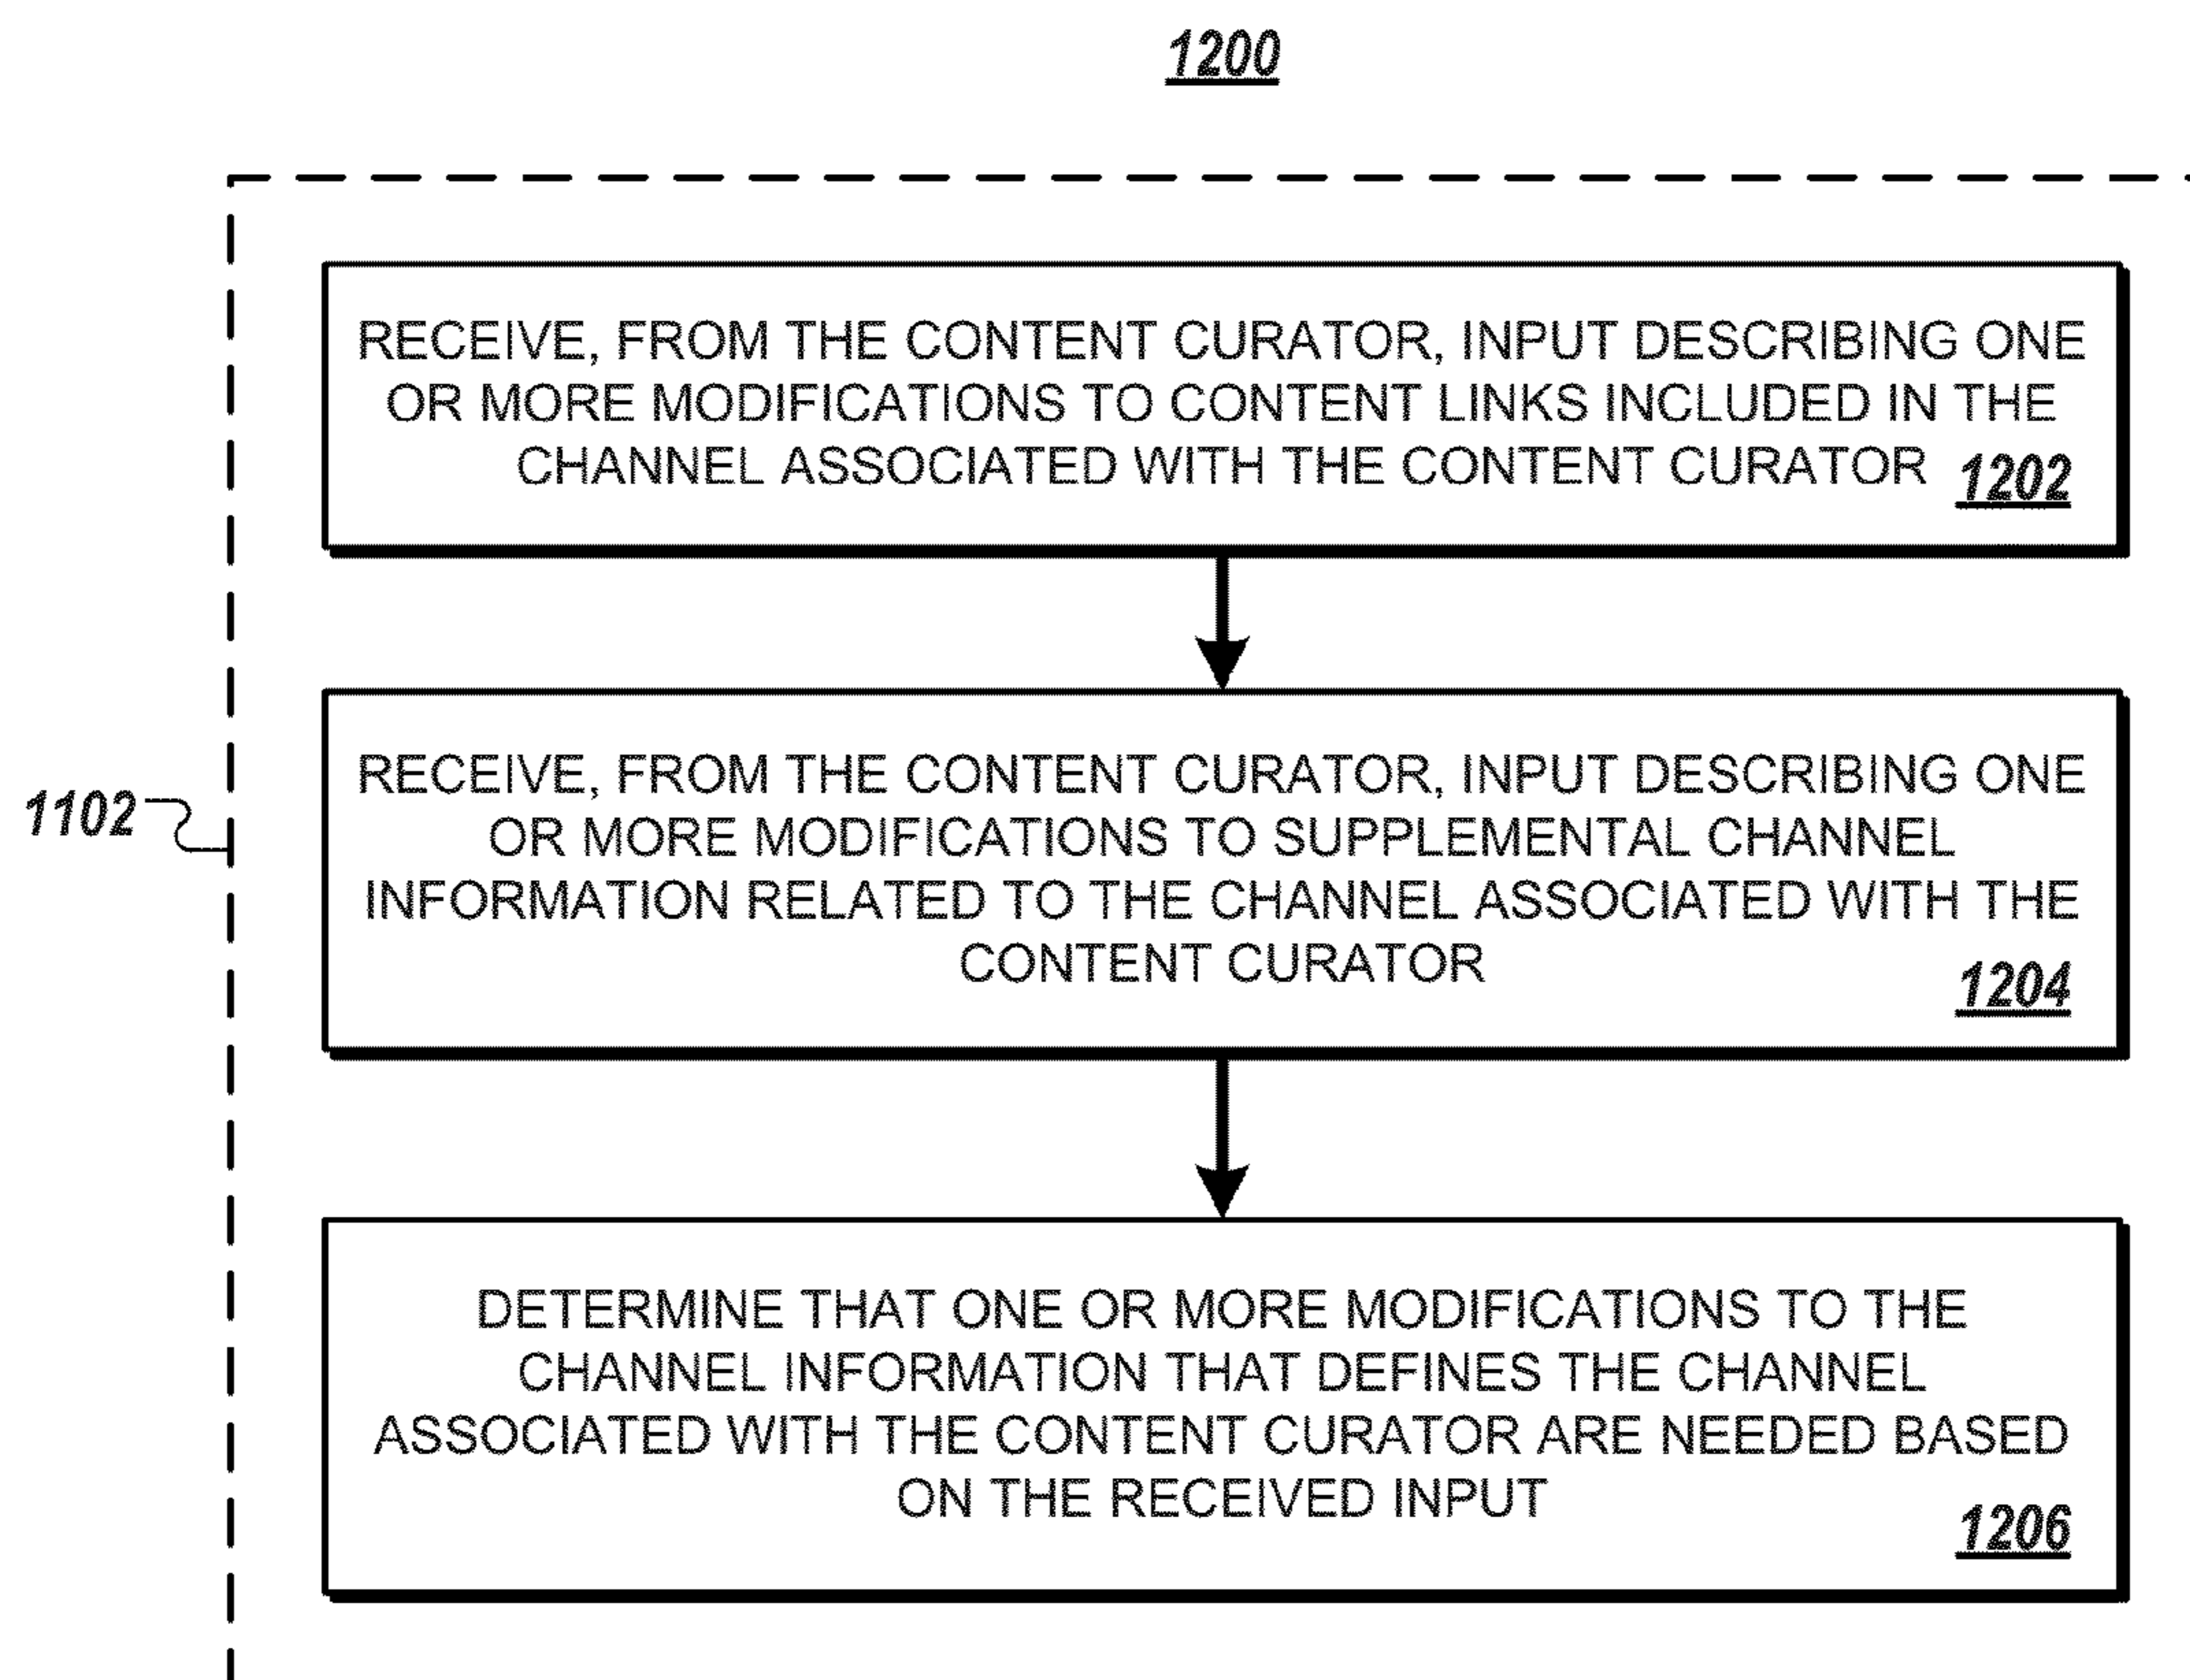 1200
RECEIVE, FROM THE CONTENT CURATOR, INPUT DESCRIBING ONE
OR MORE MODIFICATIONS TO CONTENT LINKS INCLUDED IN THE
CHANNEL ASSOCIATED WITH THE CONTENT CURATOR 1202
RECEIVE, FROM THE CONTENT CURATOR, INPUT DESCRIBING ONE
OR MORE MODIFICATIONS TO SUPPLEMENTAL CHANNEL
INFORMATION RELATED TO THE CHANNEL ASSOCIATED WITH THE
CONTENT CURATOR
1204
1102
DETERMINE THAT ONE OR MORE MODIFICATIONS TO THE
CHANNEL INFORMATION THAT DEFINES THE CHANNEL
ASSOCIATED WITH THE CONTENT CURATOR ARE NEEDED BASED
ON THE RECEIVED INPUT
1206